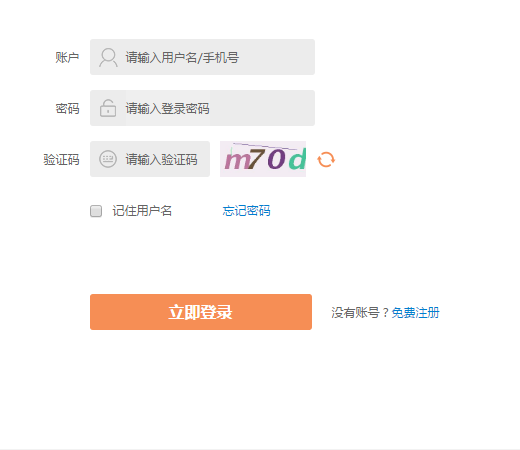 账户 请输入用户名/手机号
密码 请输入登录密码
验证码 请输入验证码 m70d
记住用户名 忘记密码
立即登录 没有账号？免费注册